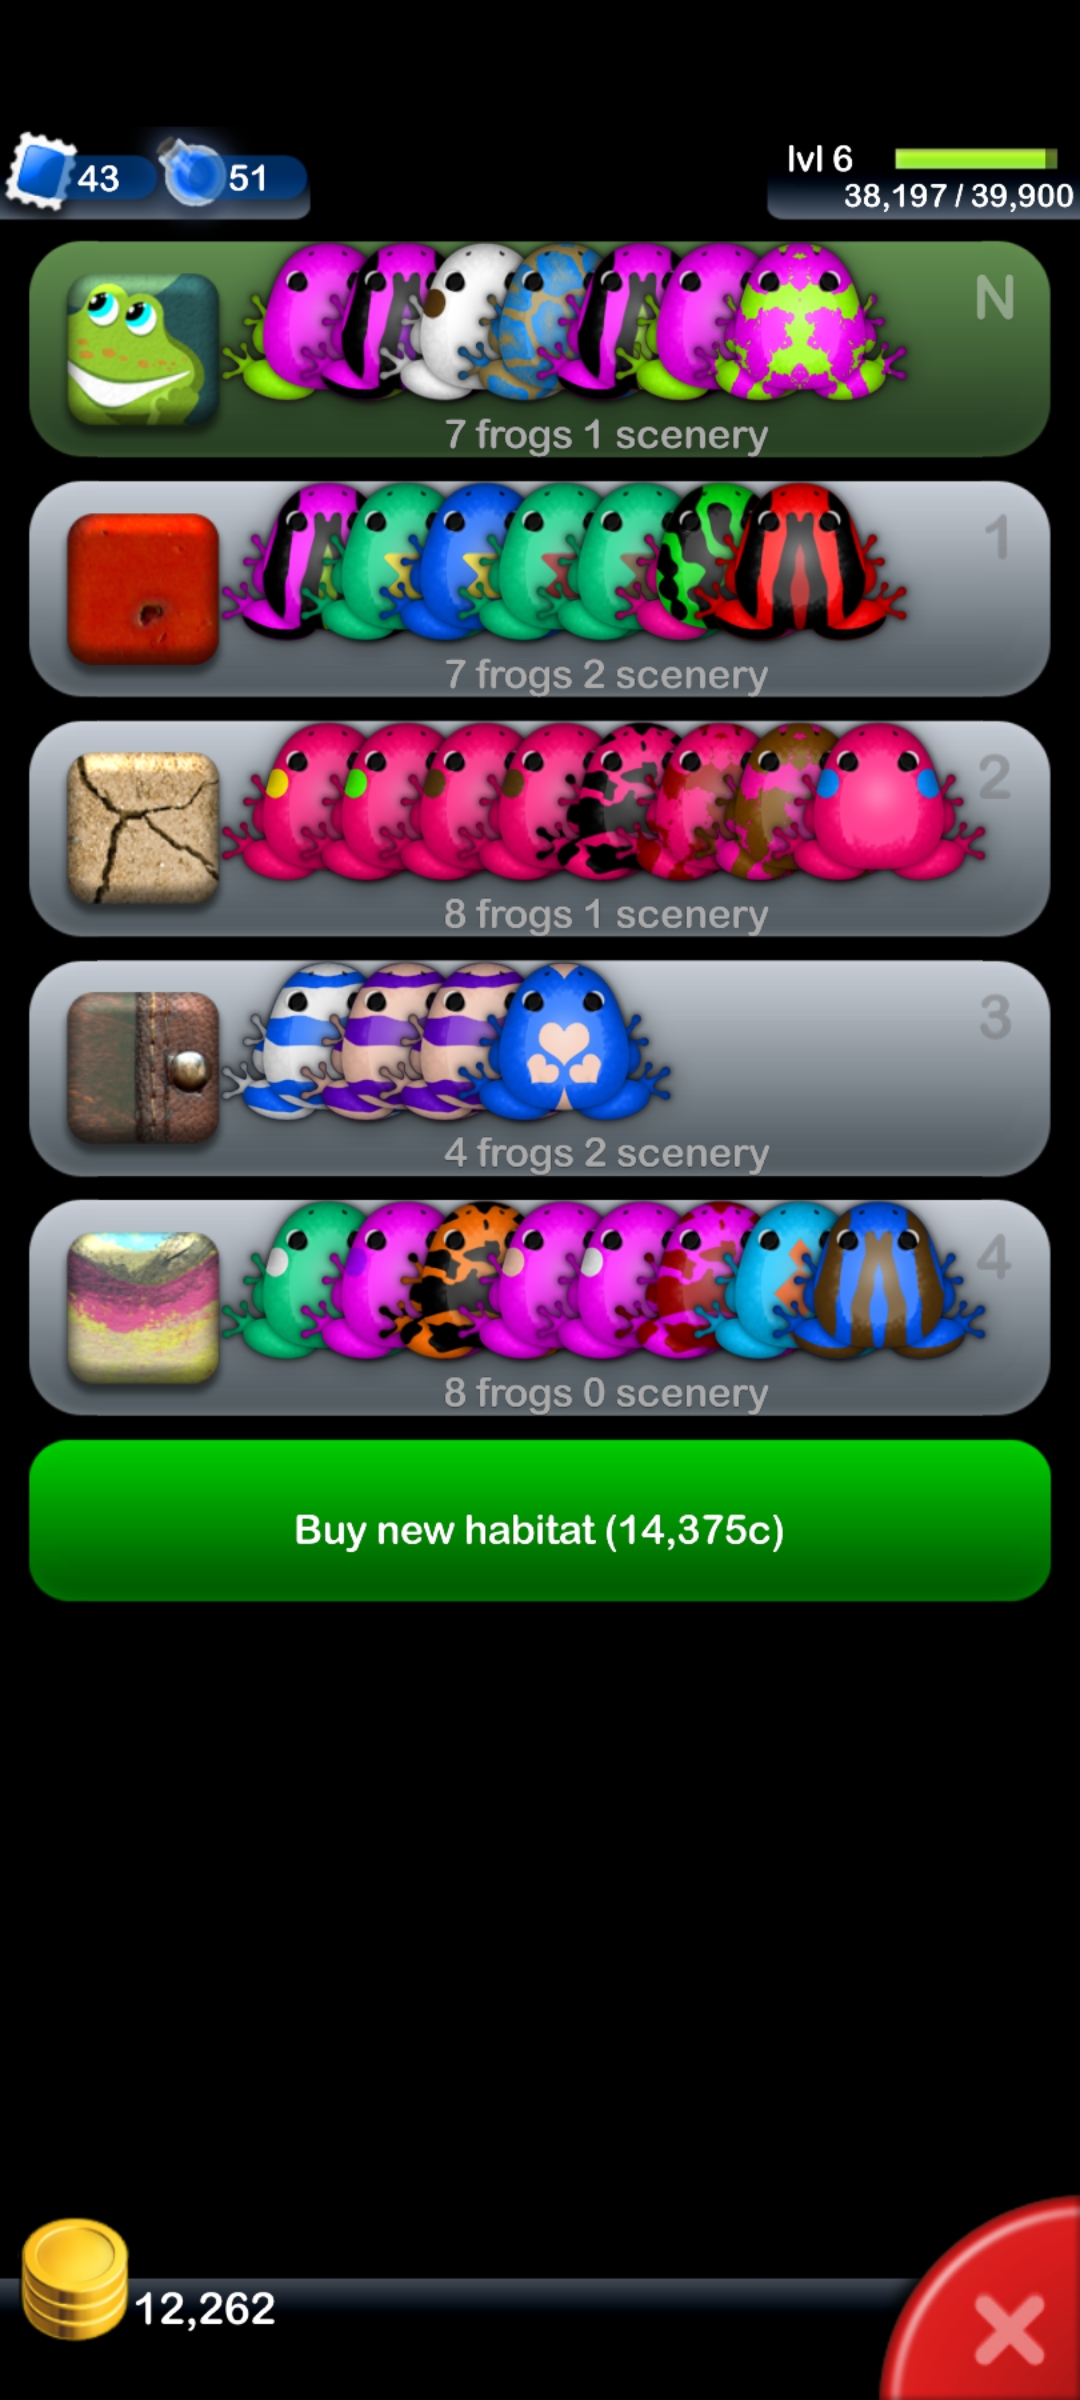 43
51
lvl 6
38,197 / 39,900
N
7 frogs 1 scenery
1
7 frogs 2 scenery
2
8 frogs 1 scenery
3
4 frogs 2 scenery
4
8 frogs 0 scenery
Buy new habitat (14,375c)
12,262